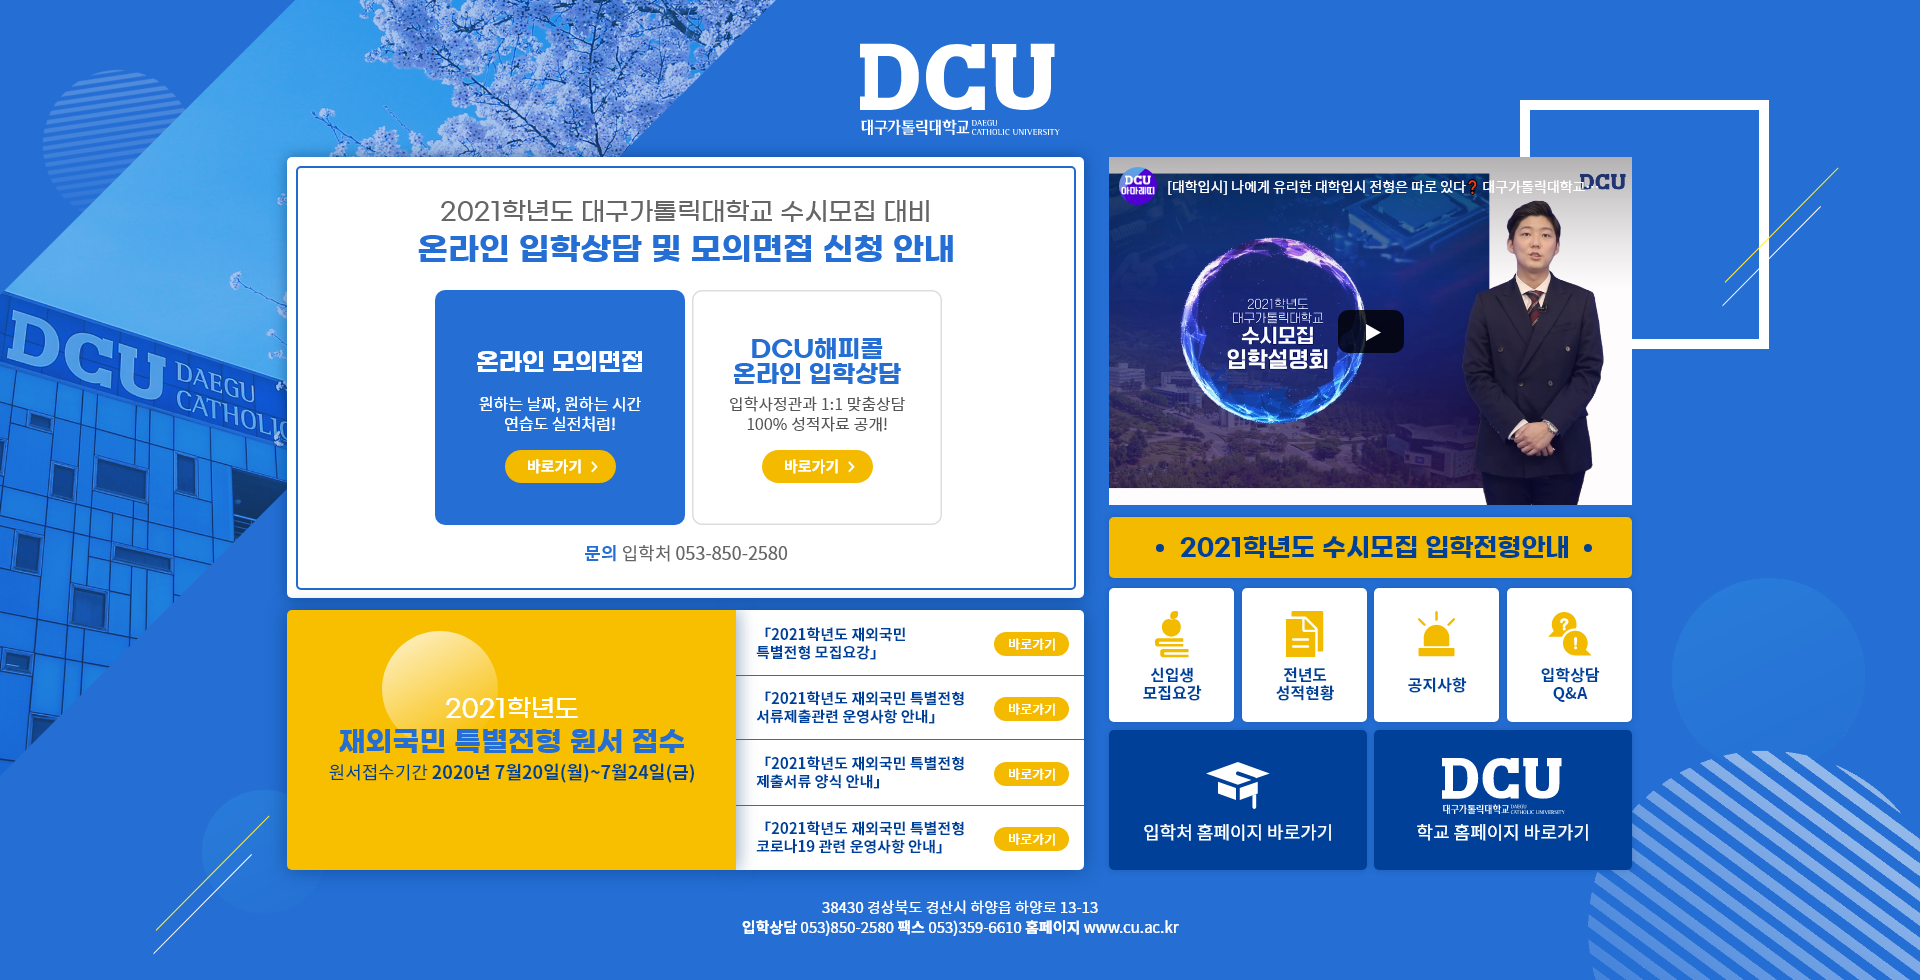 DCU
대구가톨릭대학교 DAEGU
CATHOLIC UNIVERSITY
DCU DAEGU
CATHOLIC
2021학년도 대구가톨릭대학교 수시모집 대비
온라인 입학상담 및 모의면접 신청 안내
온라인 모의면접
원하는 날짜, 원하는 시간
연습도 실전처럼!
바로가기
DCU해피콜
온라인 입학상담
입학사정관과 1:1 맞춤상담
100% 성적자료 공개!
바로가기
문의 입학처 053-850-2580
2021학년도
재외국민 특별전형 원서 접수
원서접수기간 2020년 7월20일(월)~7월24일(금)
「2021학년도 재외국민
특별전형 모집요강」
바로가기
「2021학년도 재외국민 특별전형
서류제출관련 운영사항 안내」
바로가기
「2021학년도 재외국민 특별전형
제출서류 양식 안내」
바로가기
「2021학년도 재외국민 특별전형
코로나19 관련 운영사항 안내」
바로가기
DCU
아마레띠
[대학입시] 나에게 유리한 대학입시 전형은 따로 있다❓ 대구가톨릭대학교…
DCU
2021학년도
대구가톨릭대학교
수시모집
입학설명회
• 2021학년도 수시모집 입학전형안내 •
신입생
모집요강
전년도
성적현황
공지사항
입학상담
Q&A
입학처 홈페이지 바로가기
DCU
대구가톨릭대학교 DAEGU
CATHOLIC UNIVERSITY
학교 홈페이지 바로가기
38430 경상북도 경산시 하양읍 하양로 13-13
입학상담 053)850-2580 팩스 053)359-6610 홈페이지 www.cu.ac.kr